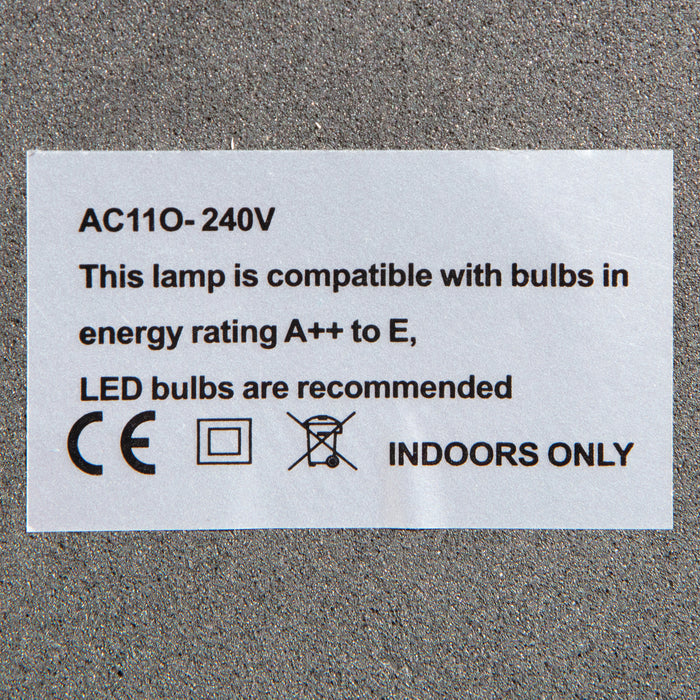 AC11O- 240V
This lamp is compatible with bulbs in
energy rating A++ to E,
LED bulbs are recommended
CE INDOORS ONLY